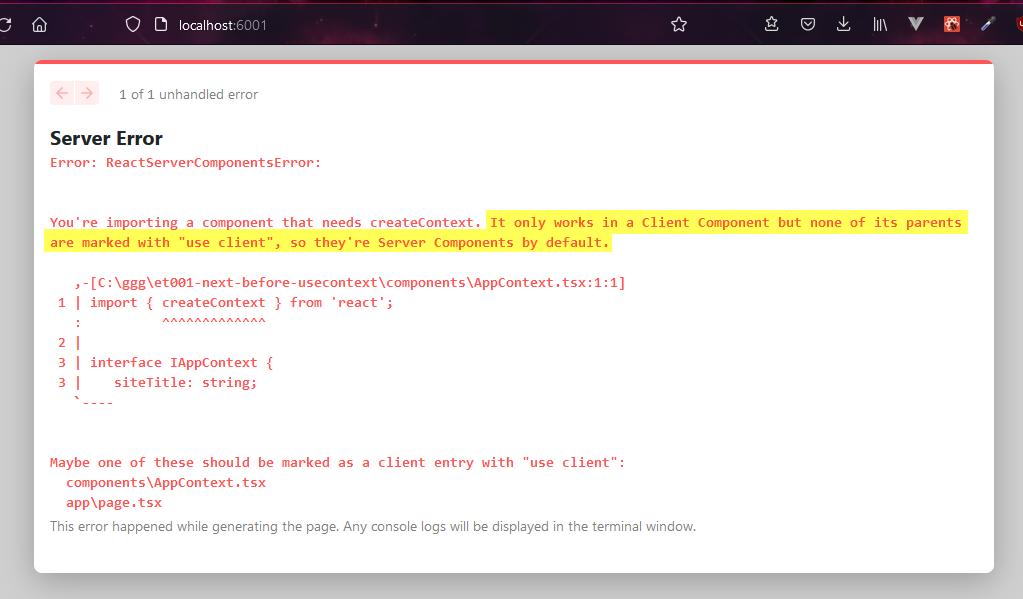 localhost:6001
1 of 1 unhandled error
Server Error
Error: ReactServerComponentsError:
You're importing a component that needs createContext. It only works in a Client Component but none of its parents
are marked with "use client", so they're Server Components by default.
,-[C:\ggg\et001-next-before-usecontext\components\AppContext.tsx:1:1]
1 | import { createContext } from 'react';
:          ^^^^^^^^^^^^^
2 |
3 | interface IAppContext {
3 |    siteTitle: string;
`----
Maybe one of these should be marked as a client entry with "use client":
components\AppContext.tsx
app\page.tsx
This error happened while generating the page. Any console logs will be displayed in the terminal window.